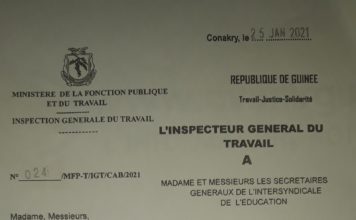 Conakry, le 25 JAN 2021
MINISTERE DE LA FONCTION PUBLIQUE
ET DU TRAVAIL
INSPECTION GENERALE DU TRAVAIL
REPUBLIQUE DE GUINEE
Travail-Justice-Solidarité
L'INSPECTEUR GENERAL DU
TRAVAIL
A
N° 024 /MFP-T/IGT/CAB/2021
MADAME ET MESSIEURS LES SECRETAIRES
GENERAUX DE L'INTERSYNDICALE
DE L'EDUCATION
Madame, Messieurs,